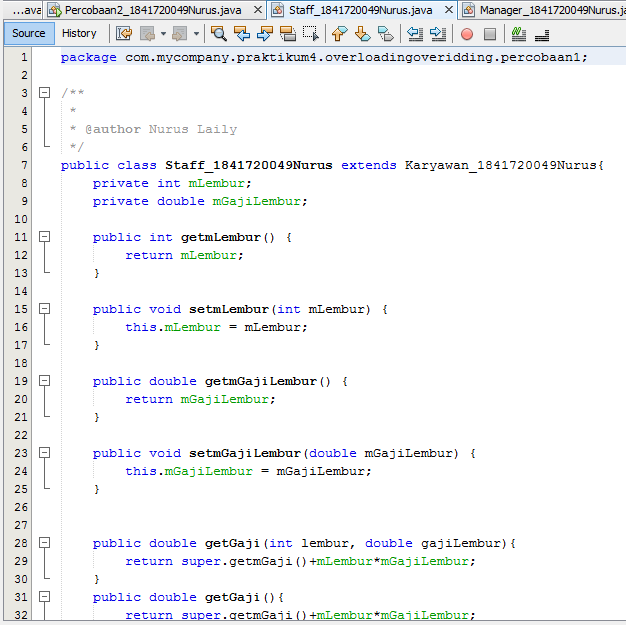 ...ava Percobaan2_1841720049Nurus.java Staff_1841720049Nurus.java Manager_1841720049Nurus.ja
Source History
1 package com.mycompany.praktikum4.overloadingoveridding.percobaan1;
2
3 /**
4 *
5 * @author Nurus Laily
6 */
7 public class Staff_1841720049Nurus extends Karyawan_1841720049Nurus{
8 private int mLembur;
9 private double mGajiLembur;
10
11 public int getmLembur() {
12 return mLembur;
13 }
14
15 public void setmLembur(int mLembur) {
16 this.mLembur = mLembur;
17 }
18
19 public double getmGajiLembur() {
20 return mGajiLembur;
21 }
22
23 public void setmGajiLembur(double mGajiLembur) {
24 this.mGajiLembur = mGajiLembur;
25 }
26
27
28 public double getGaji(int lembur, double gajiLembur){
29 return super.getmGaji()+mLembur*mGajiLembur;
30 }
31 public double getGaji(){
32 return super.getmGaji()+mLembur*mGajiLembur;